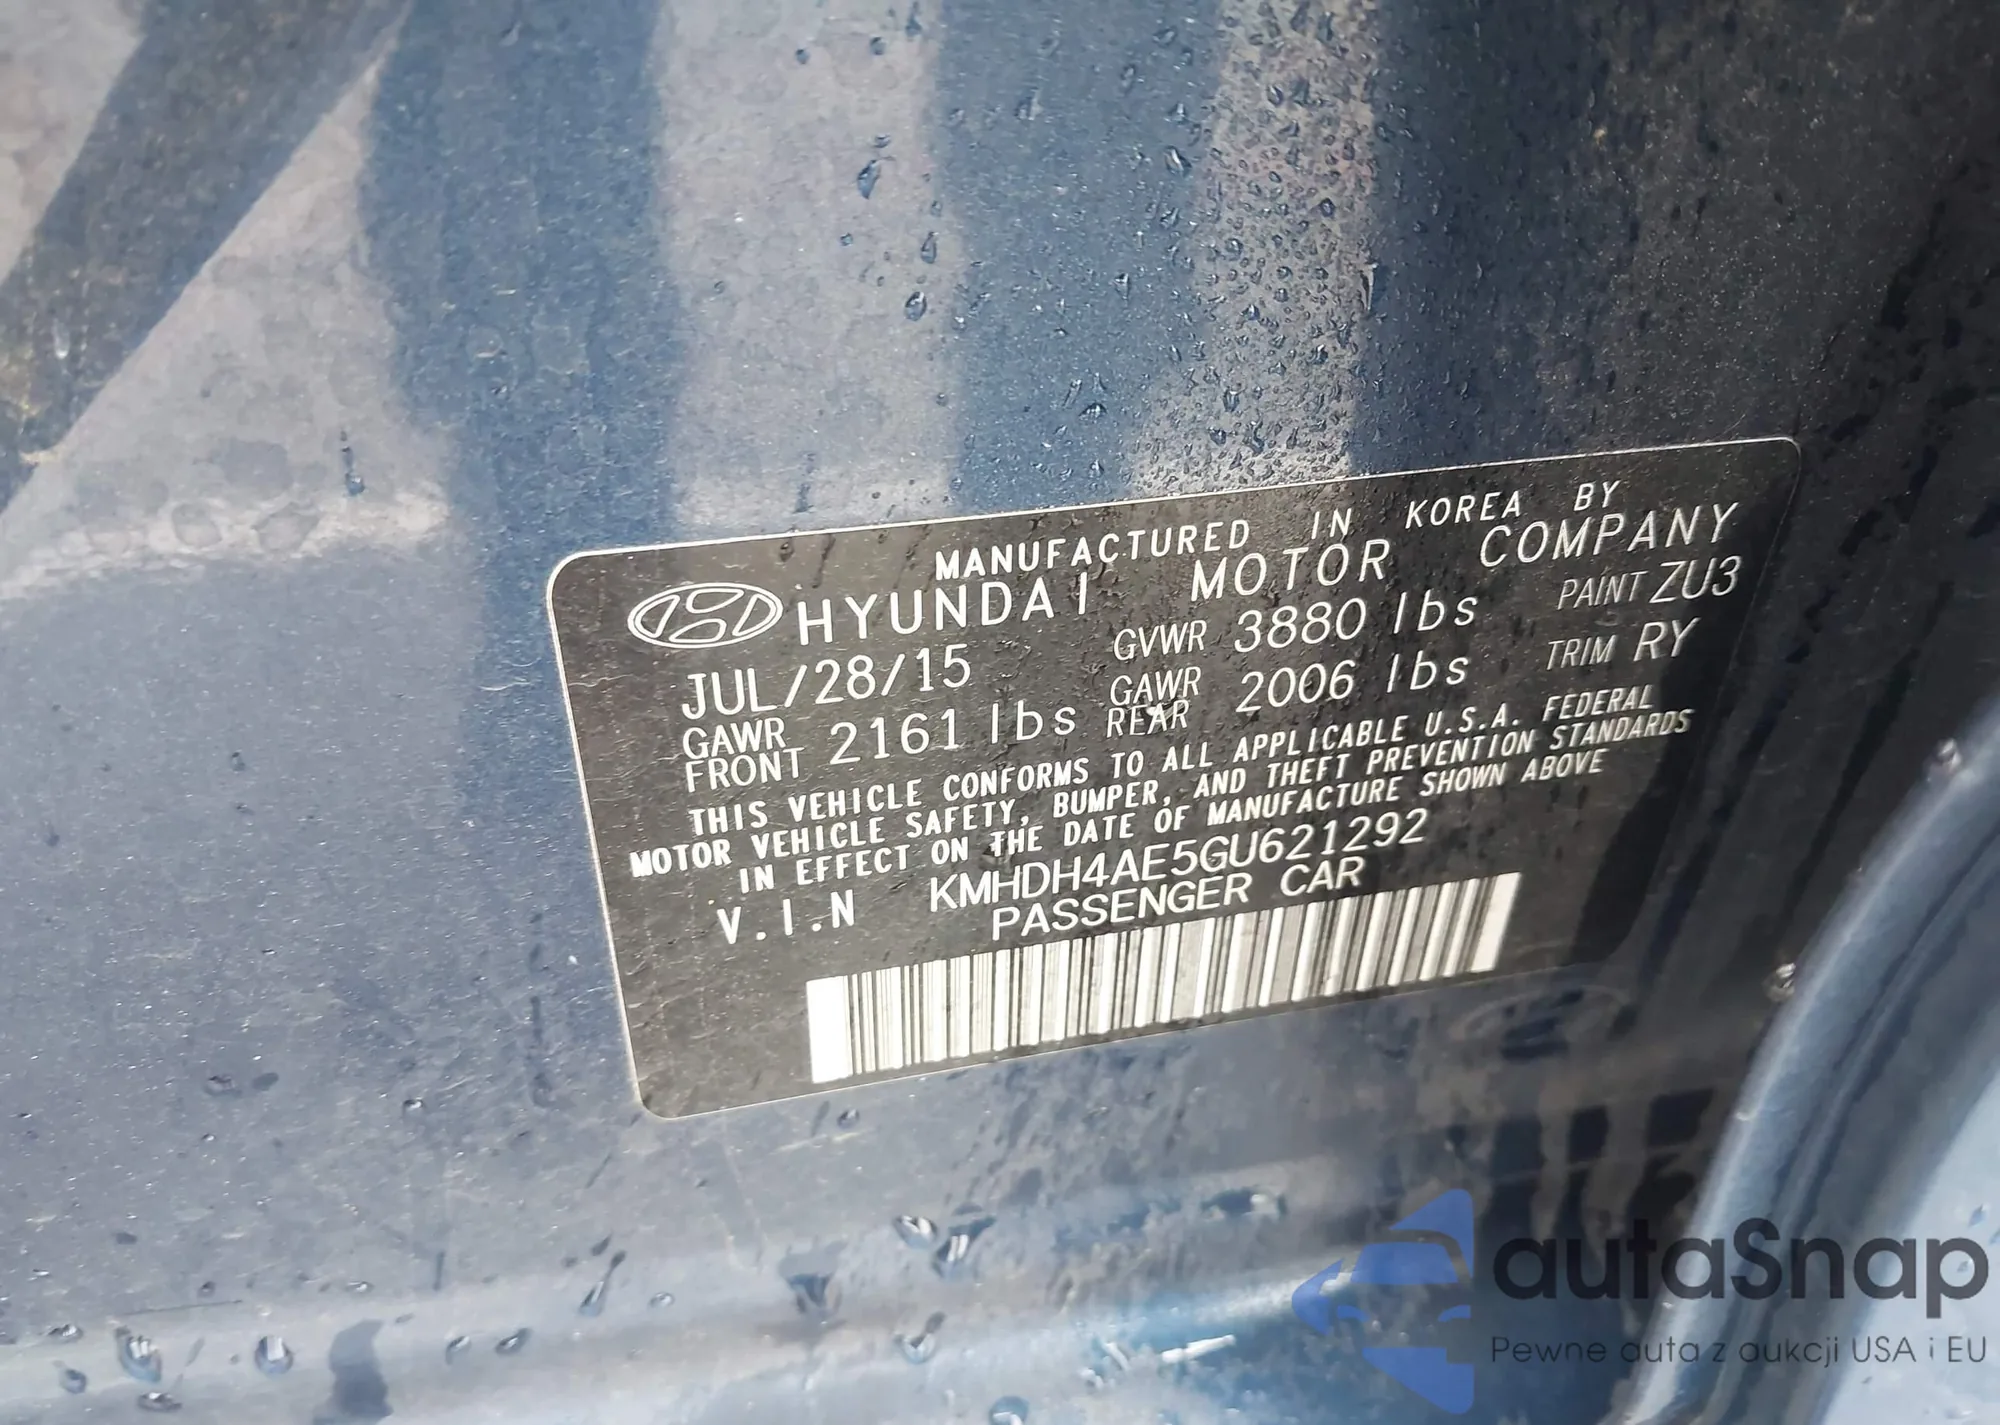 MANUFACTURED IN KOREA BY
HYUNDAI MOTOR COMPANY
JUL/28/15 GVWR 3880 lbs PAINT ZU3
GAWR FRONT 2161 lbs GAWR REAR 2006 lbs TRIM RY
THIS VEHICLE CONFORMS TO ALL APPLICABLE U.S.A. FEDERAL
MOTOR VEHICLE SAFETY, BUMPER, AND THEFT PREVENTION STANDARDS
IN EFFECT ON THE DATE OF MANUFACTURE SHOWN ABOVE
V.I.N KMHDH4AE5GU621292
PASSENGER CAR
autaSnap
Pewne auta z aukcji USA i EU